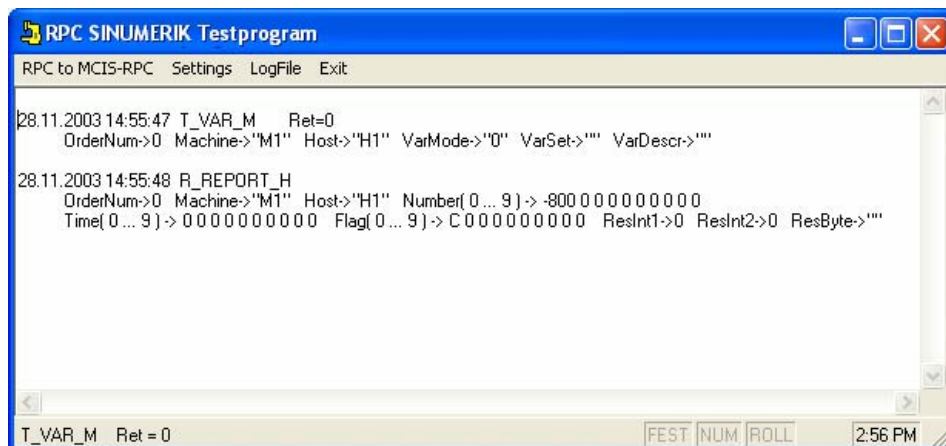 RPC SINUMERIK Testprogram
RPC to MCIS-RPC Settings LogFile Exit
28.11.2003 14:55:47 T_VAR_M Ret=0
OrderNum->0 Machine->"M1" Host->"H1" VarMode->"0" VarSet->"" VarDescr->""
28.11.2003 14:55:48 R_REPORT_H
OrderNum->0 Machine->"M1" Host->"H1" Number( 0 ... 9 ) -> -800 0 0 0 0 0 0 0 0 0 0
Time( 0 ... 9 ) -> 0 0 0 0 0 0 0 0 0 0 Flag( 0 ... 9 ) -> C 0 0 0 0 0 0 0 0 0 ResInt1->0 ResInt2->0 ResByte->""
T_VAR_M Ret = 0 FEST NUM ROLL 2:56 PM